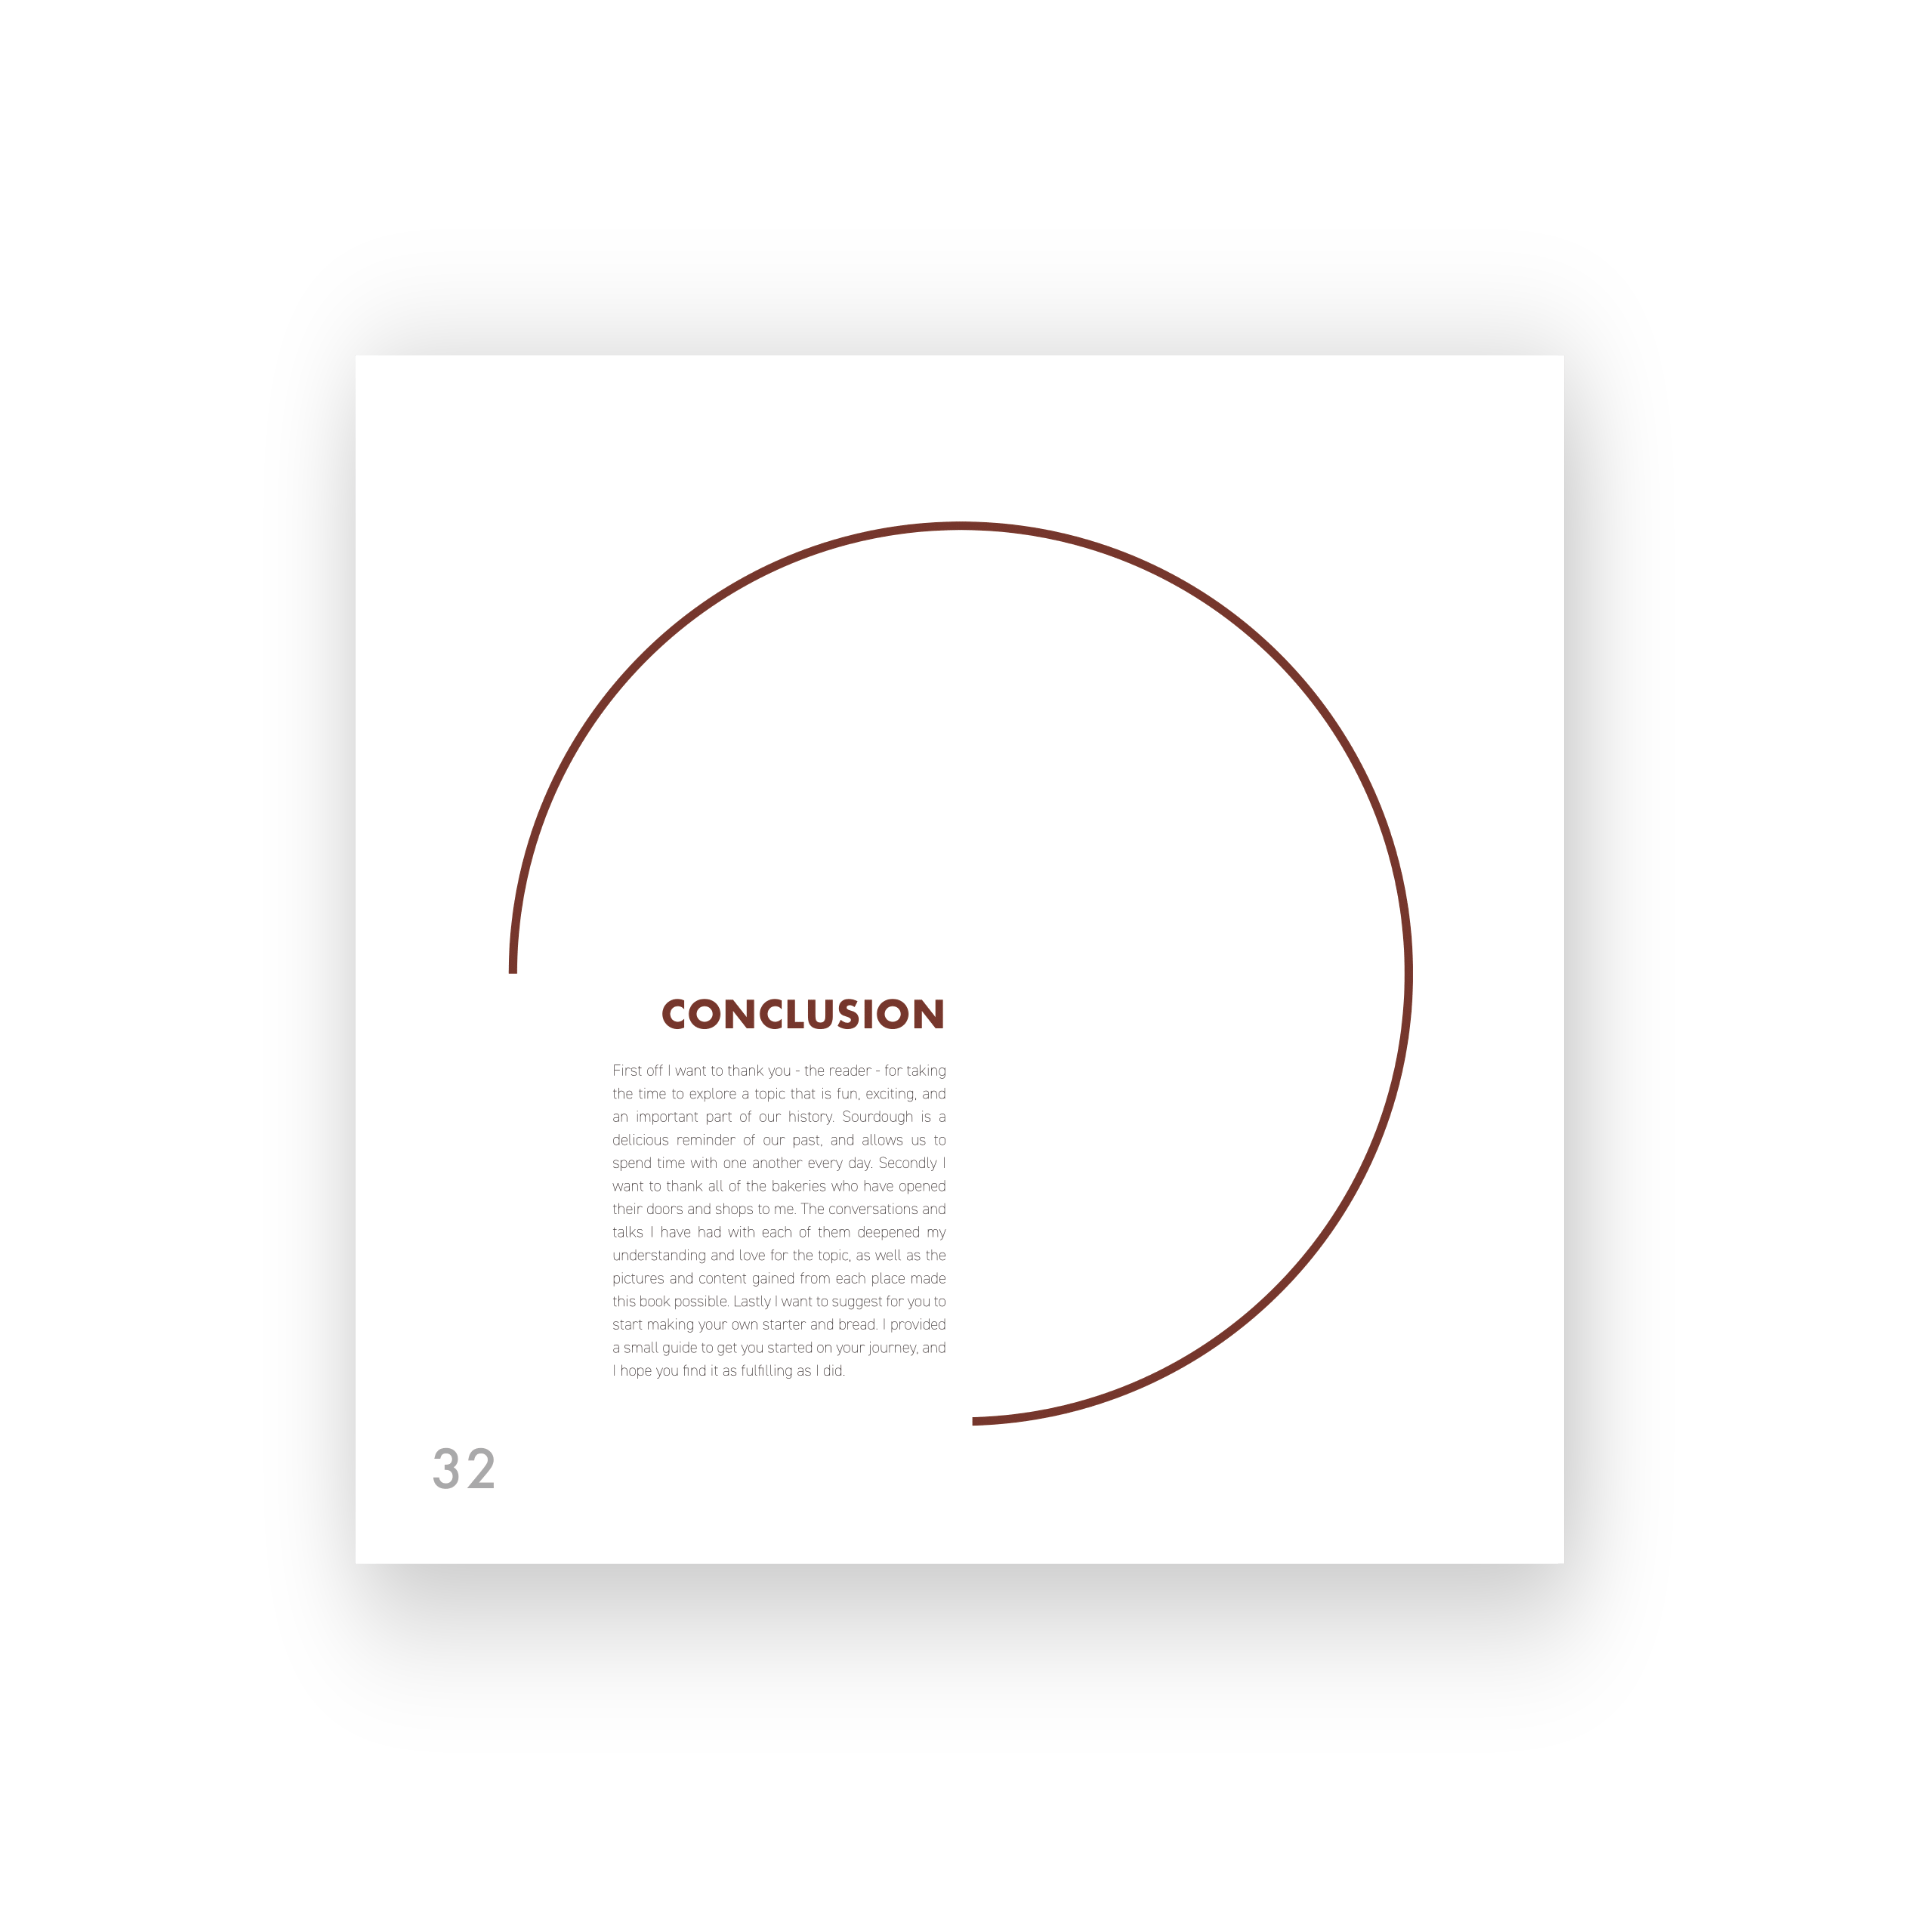 CONCLUSION
First off I want to thank you - the reader - for taking
the time to explore a topic that is fun, exciting, and
an important part of our history. Sourdough is a
delicious reminder of our past, and allows us to
spend time with one another every day. Secondly I
want to thank all of the bakeries who have opened
their doors and shops to me. The conversations and
talks I have had with each of them deepened my
understanding and love for the topic, as well as the
pictures and content gained from each place made
this book possible. Lastly I want to suggest for you to
start making your own starter and bread. I provided
a small guide to get you started on your journey, and
I hope you find it as fulfilling as I did.
32